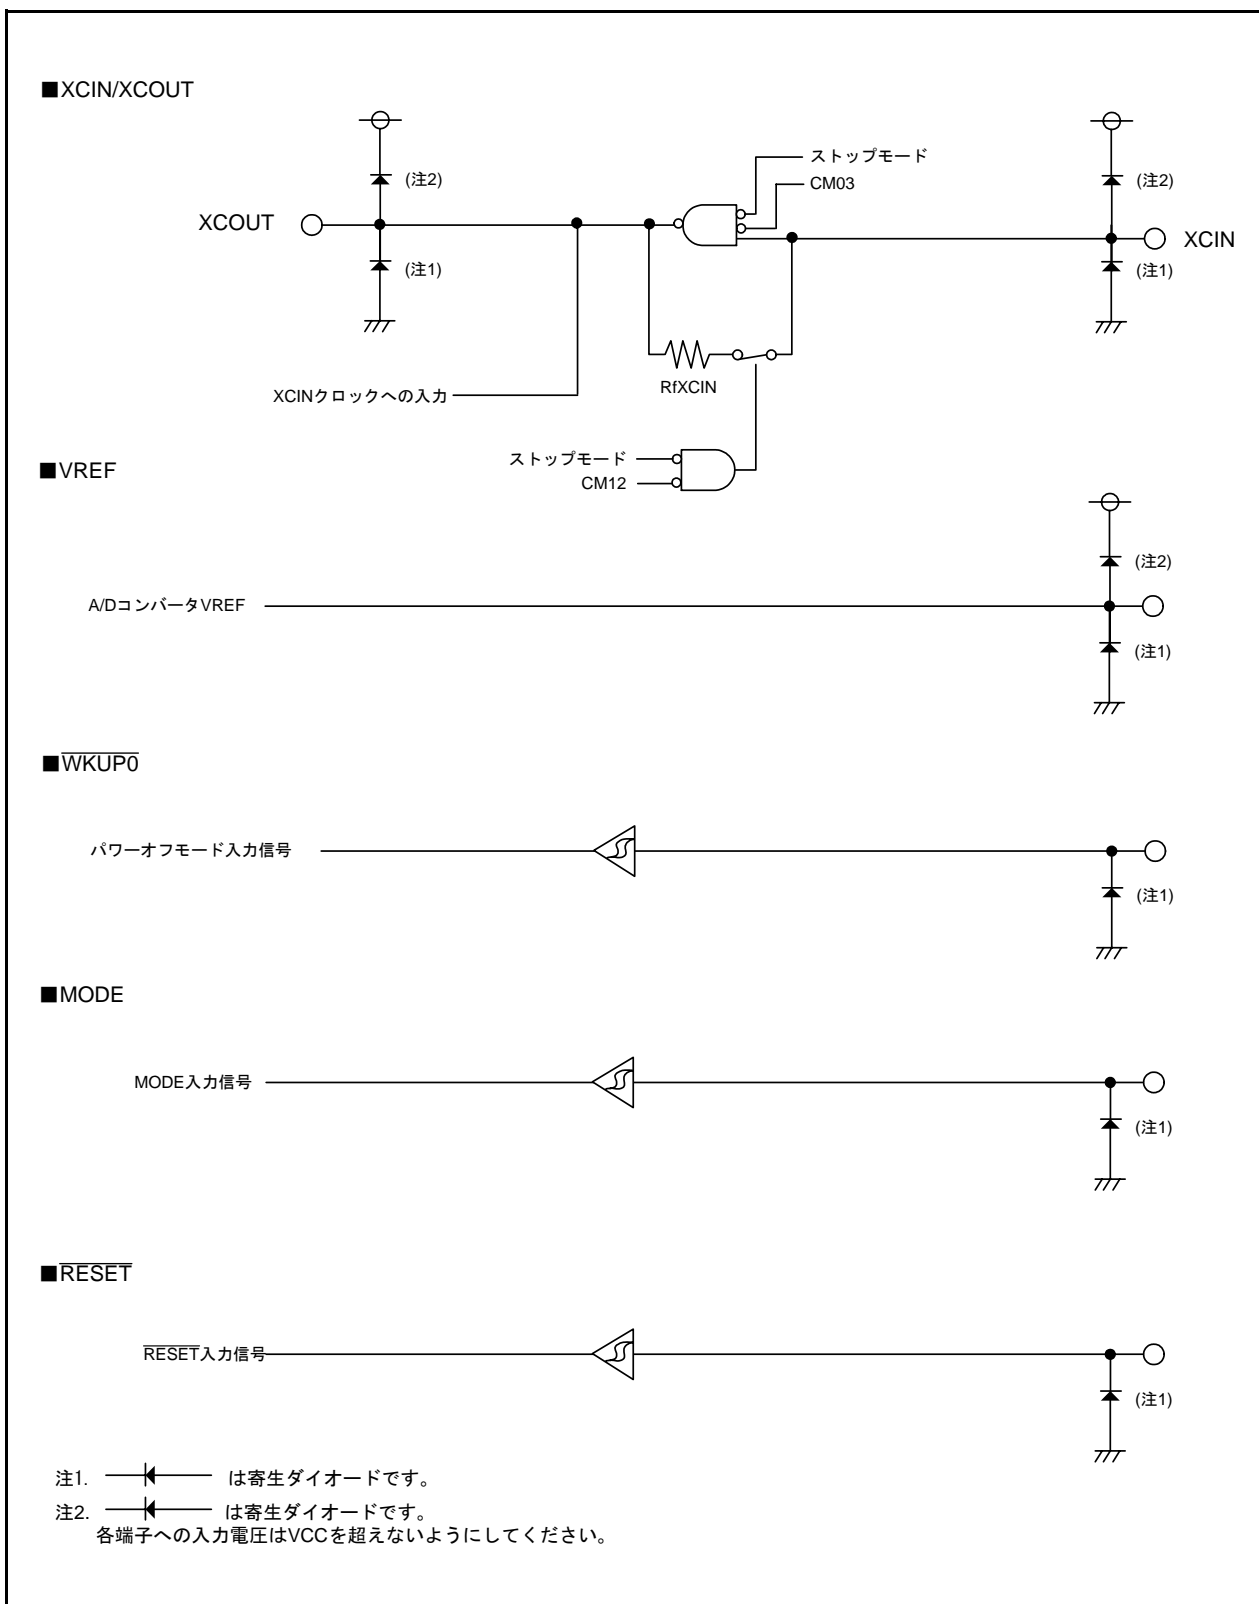 ■XCIN/XCOUT
ストップモード
CM03
(注2)
(注2)
XCOUT
XCIN
(注1)
(注1)
RfXCIN
XCINクロックへの入力
ストップモード
CM12
■VREF
(注2)
A/DコンバータVREF
(注1)
■WKUP0
パワーオフモード入力信号
(注1)
■MODE
MODE入力信号
(注1)
■RESET
RESET入力信号
(注1)
注1. は寄生ダイオードです。
注2. は寄生ダイオードです。
各端子への入力電圧はVCCを超えないようにしてください。